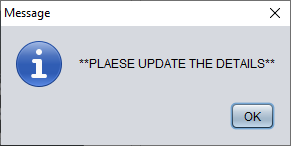 Message
**PLAESE UPDATE THE DETAILS**
OK